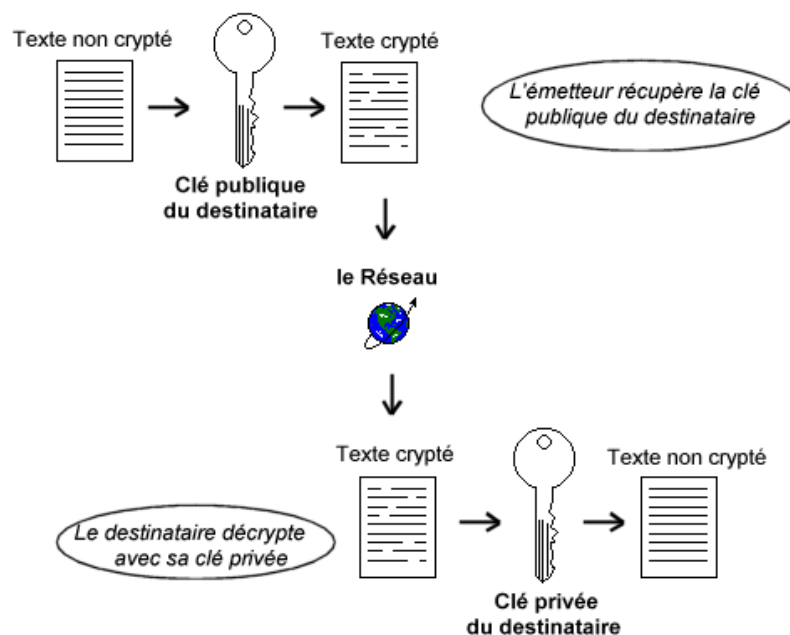 Texte non crypté
Texte crypté
L'émetteur récupère la clé
publique du destinataire
Clé publique
du destinataire
le Réseau
Texte crypté
Texte non crypté
Le destinataire décrypte
avec sa clé privée
Clé privée
du destinataire